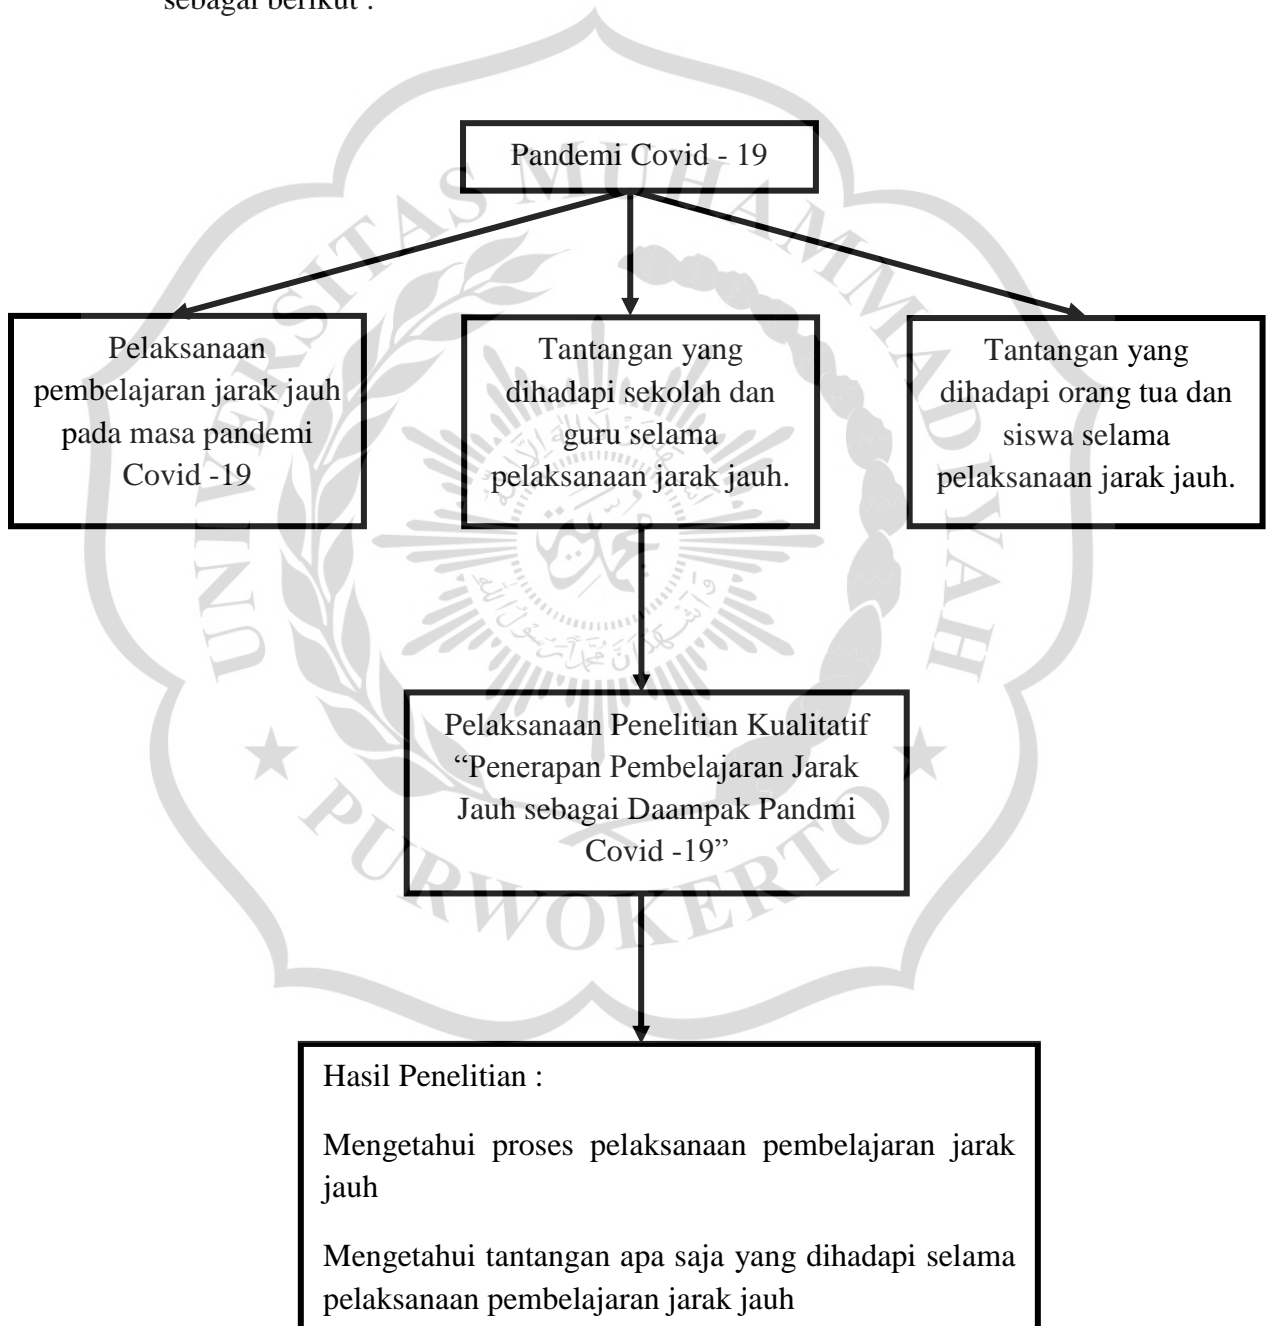 sebagai berikut :
Pandemi Covid - 19
Pelaksanaan
pembelajaran jarak jauh
pada masa pandemi
Covid -19
Tantangan yang
dihadapi sekolah dan
guru selama
pelaksanaan jarak jauh.
Tantangan yang
dihadapi orang tua dan
siswa selama
pelaksanaan jarak jauh.
Pelaksanaan Penelitian Kualitatif
“Penerapan Pembelajaran Jarak
Jauh sebagai Daampak Pandmi
Covid -19”
Hasil Penelitian :
Mengetahui proses pelaksanaan pembelajaran jarak
jauh
Mengetahui tantangan apa saja yang dihadapi selama
pelaksanaan pembelajaran jarak jauh
UNIVERSITAS MUHAMMADIYAH
PURWOKERTO